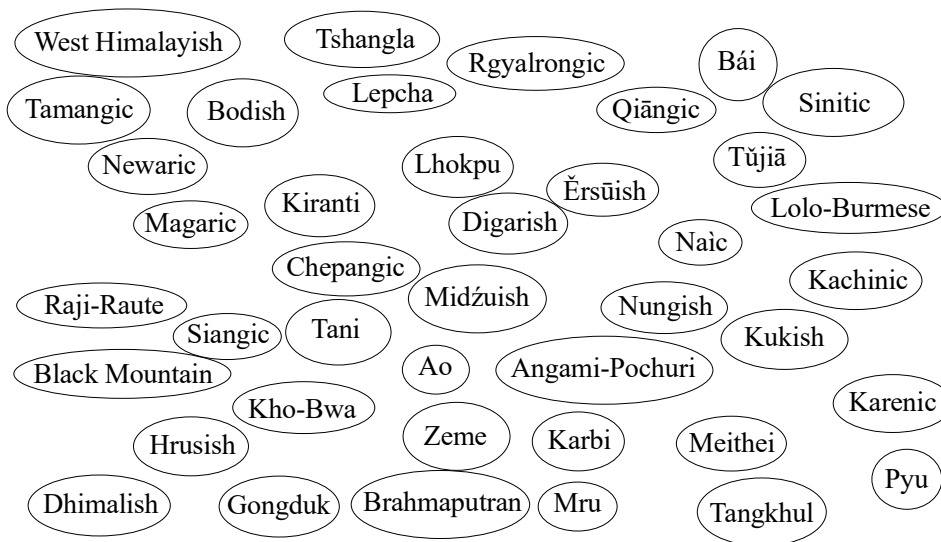 West Himalayish
Tshangla
Rgyalrongic
Bái
Sinitic
Tamangic
Bodish
Lepcha
Qiāngic
Newaric
Lhokpu
Tǔjiā
Kiranti
Ěrsūish
Lolo-Burmese
Magaric
Digarish
Naìc
Chepangic
Kachinic
Raji-Raute
Midźuish
Nungish
Siangic
Tani
Kukish
Black Mountain
Ao
Angami-Pochuri
Kho-Bwa
Karenic
Hrusish
Zeme
Karbi
Meithei
Pyu
Dhimalish
Gongduk
Brahmaputran
Mru
Tangkhul